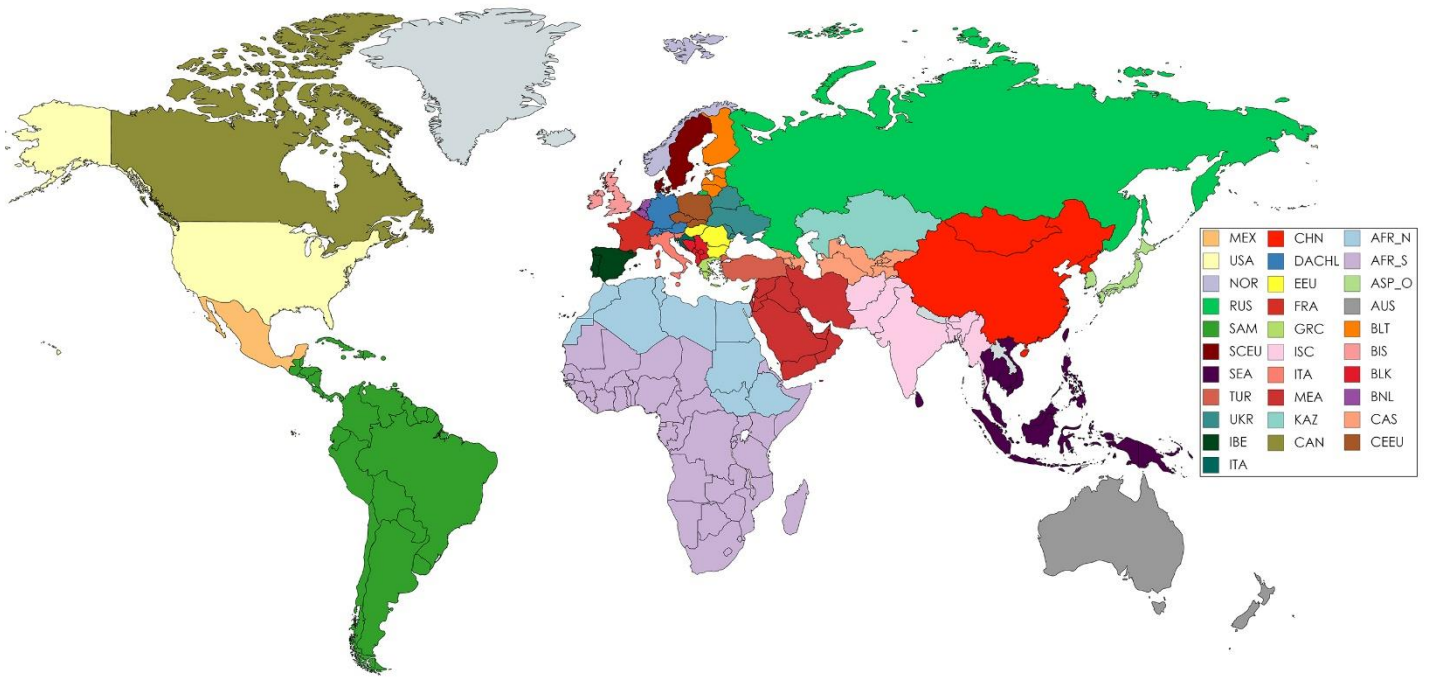 MEX CHN AFR_N
USA DACHL AFR_S
NOR EEU ASP_O
RUS FRA AUS
SAM GRC BLT
SCEU ISC BIS
SEA ITA BLK
TUR MEA BNL
UKR KAZ CAS
IBE CAN CEEU
ITA